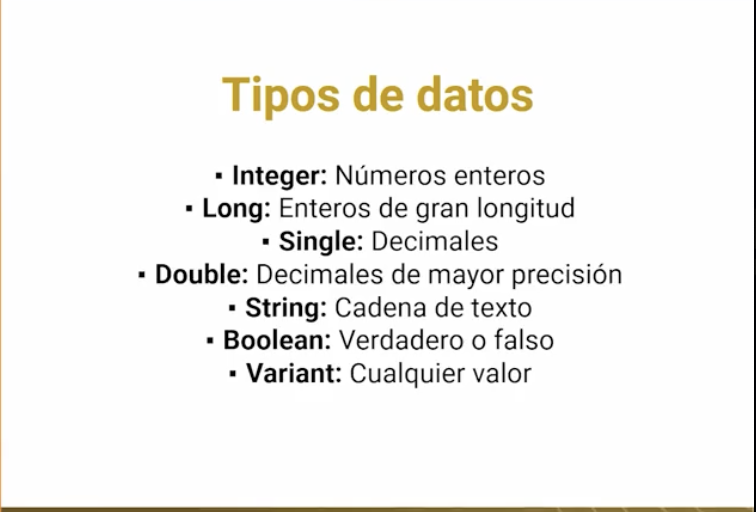 Tipos de datos
▪ Integer: Números enteros
▪ Long: Enteros de gran longitud
▪ Single: Decimales
▪ Double: Decimales de mayor precisión
▪ String: Cadena de texto
▪ Boolean: Verdadero o falso
▪ Variant: Cualquier valor